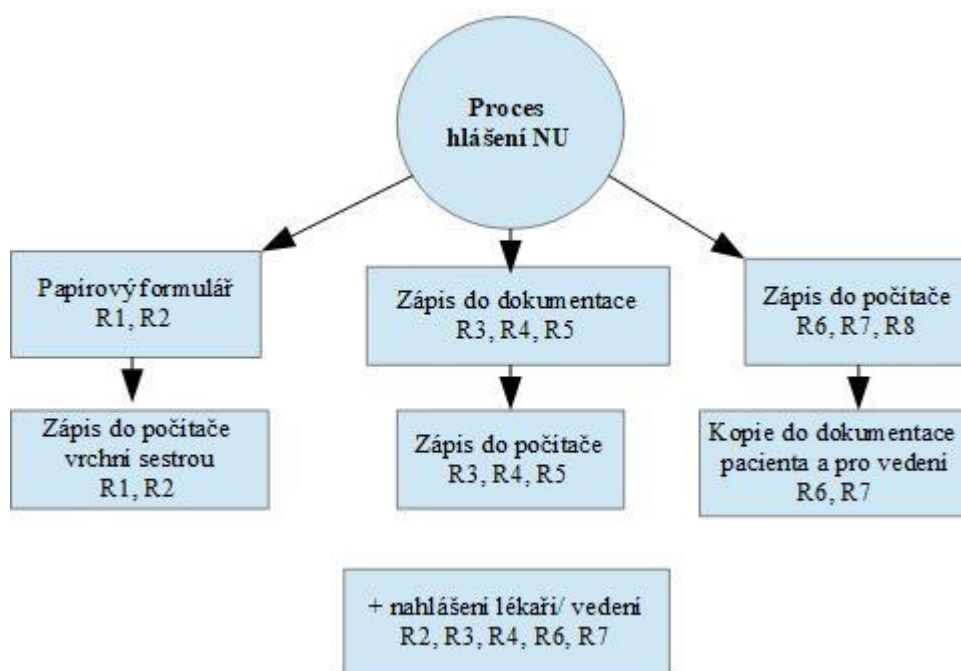 Proces
hlášení NU
Papírový formulář
R1, R2
Zápis do dokumentace
R3, R4, R5
Zápis do počítače
R6, R7, R8
Zápis do počítače
vrchní sestrou
R1, R2
Zápis do počítače
R3, R4, R5
Kopie do dokumentace
pacienta a pro vedení
R6, R7
+ nahlášení lékaři/ vedení
R2, R3, R4, R6, R7